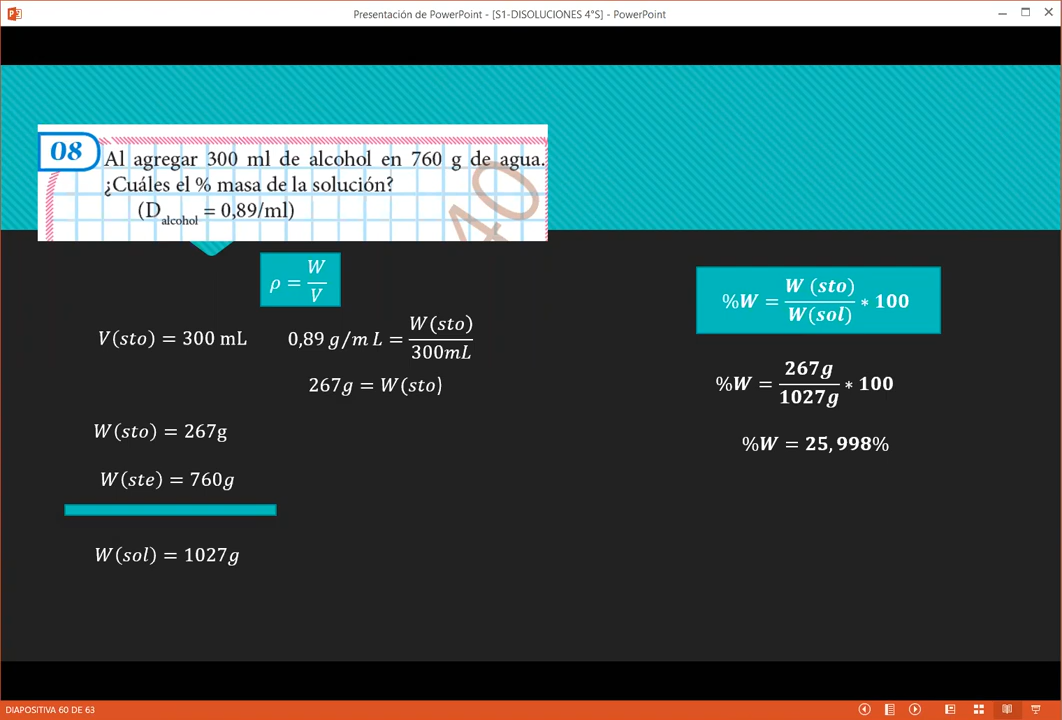 Presentación de PowerPoint - [S1-DISOLUCIONES 4°S] - PowerPoint
08
Al agregar 300 ml de alcohol en 760 g de agua.
¿Cuáles el % masa de la solución?
(D alcohol = 0,89/ml)
40
ρ = W/V
V(sto) = 300 mL
0,89 g/m L = W(sto)/300mL
267g = W(sto)
W(sto) = 267g
W(ste) = 760g
W(sol) = 1027g
%W = W (sto)/W(sol) * 100
%W = 267g/1027g * 100
%W = 25,998%
DIAPOSITIVA 60 DE 63